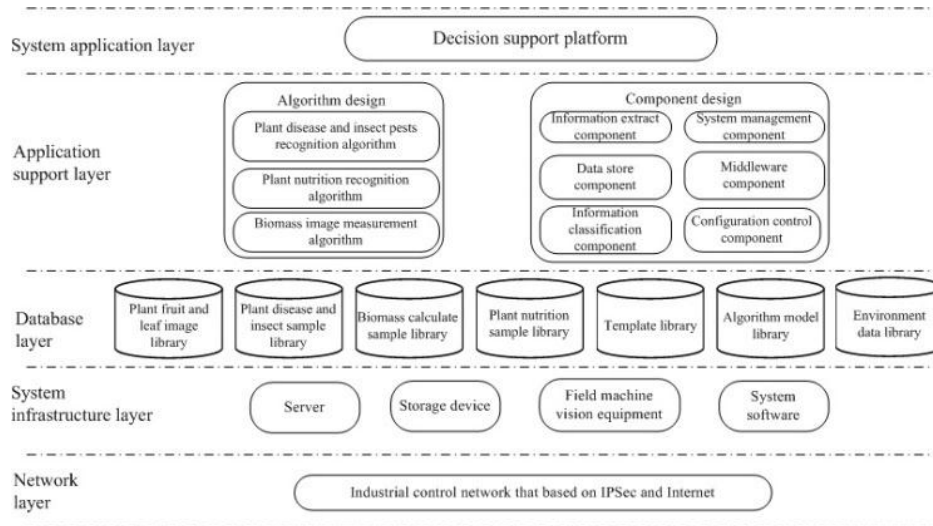 System application layer
Decision support platform
Application
support layer
Algorithm design
Plant disease and insect pests
recognition algorithm
Plant nutrition recognition
algorithm
Biomass image measurement
algorithm
Component design
Information extract
component
System management
component
Data store
component
Middleware
component
Information
classification
component
Configuration control
component
Database
layer
Plant fruit and
leaf image
library
Plant disease and
insect sample
library
Biomass calculate
sample library
Plant nutrition
sample library
Template library
Algorithm model
library
Environment
data library
System
infrastructure layer
Server
Storage device
Field machine
vision equipment
System
software
Network
layer
Industrial control network that based on IPSec and Internet